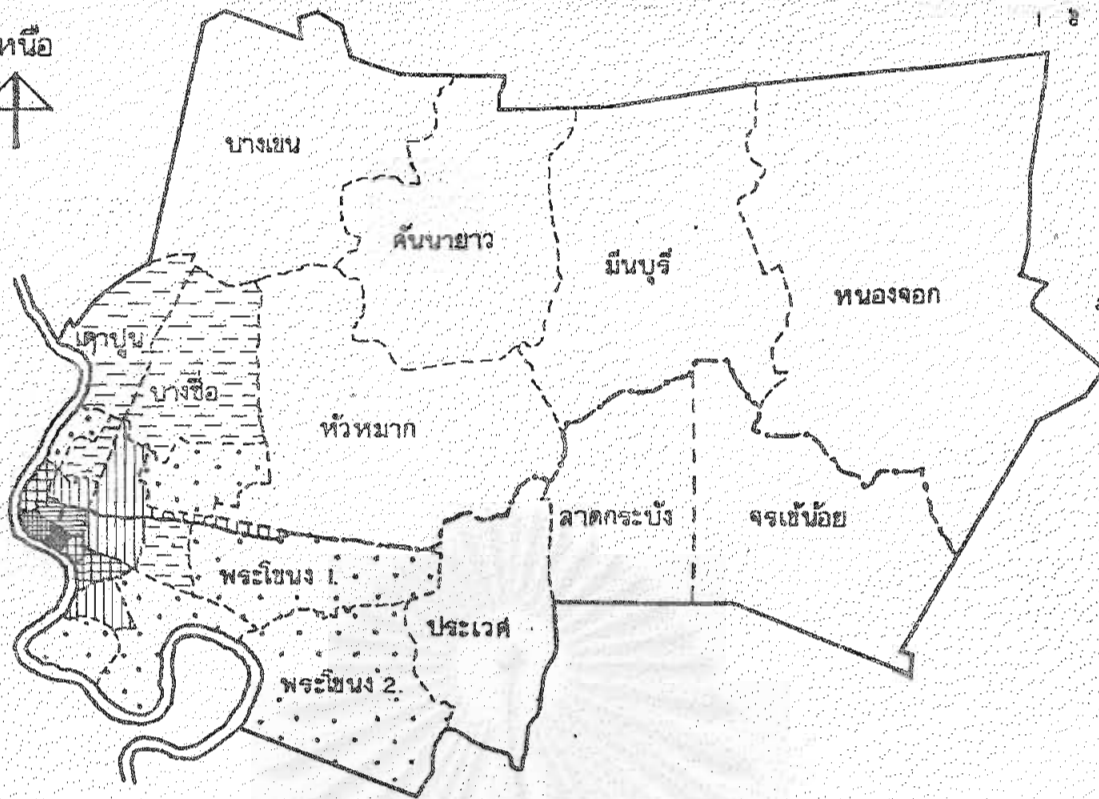 หนือ
บางเขน
คันนายาว
มีนบุรี
หนองจอก
เตาปูน
บางซื่อ
หัวหมาก
ลาดกระบัง
จรเข้น้อย
พระโขนง 1.
ประเวศ
พระโขนง 2.